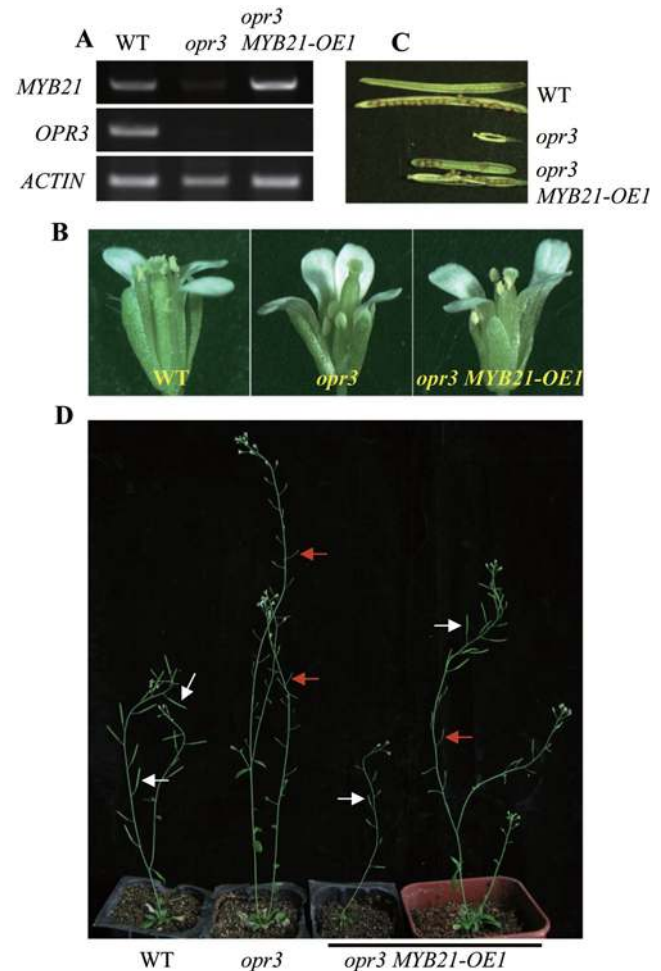 A
WT
opr3
opr3
MYB21-OE1
MYB21
OPR3
ACTIN
C
WT
opr3
opr3
MYB21-OE1
B
WT
opr3
opr3 MYB21-OE1
D
WT
opr3
opr3 MYB21-OE1